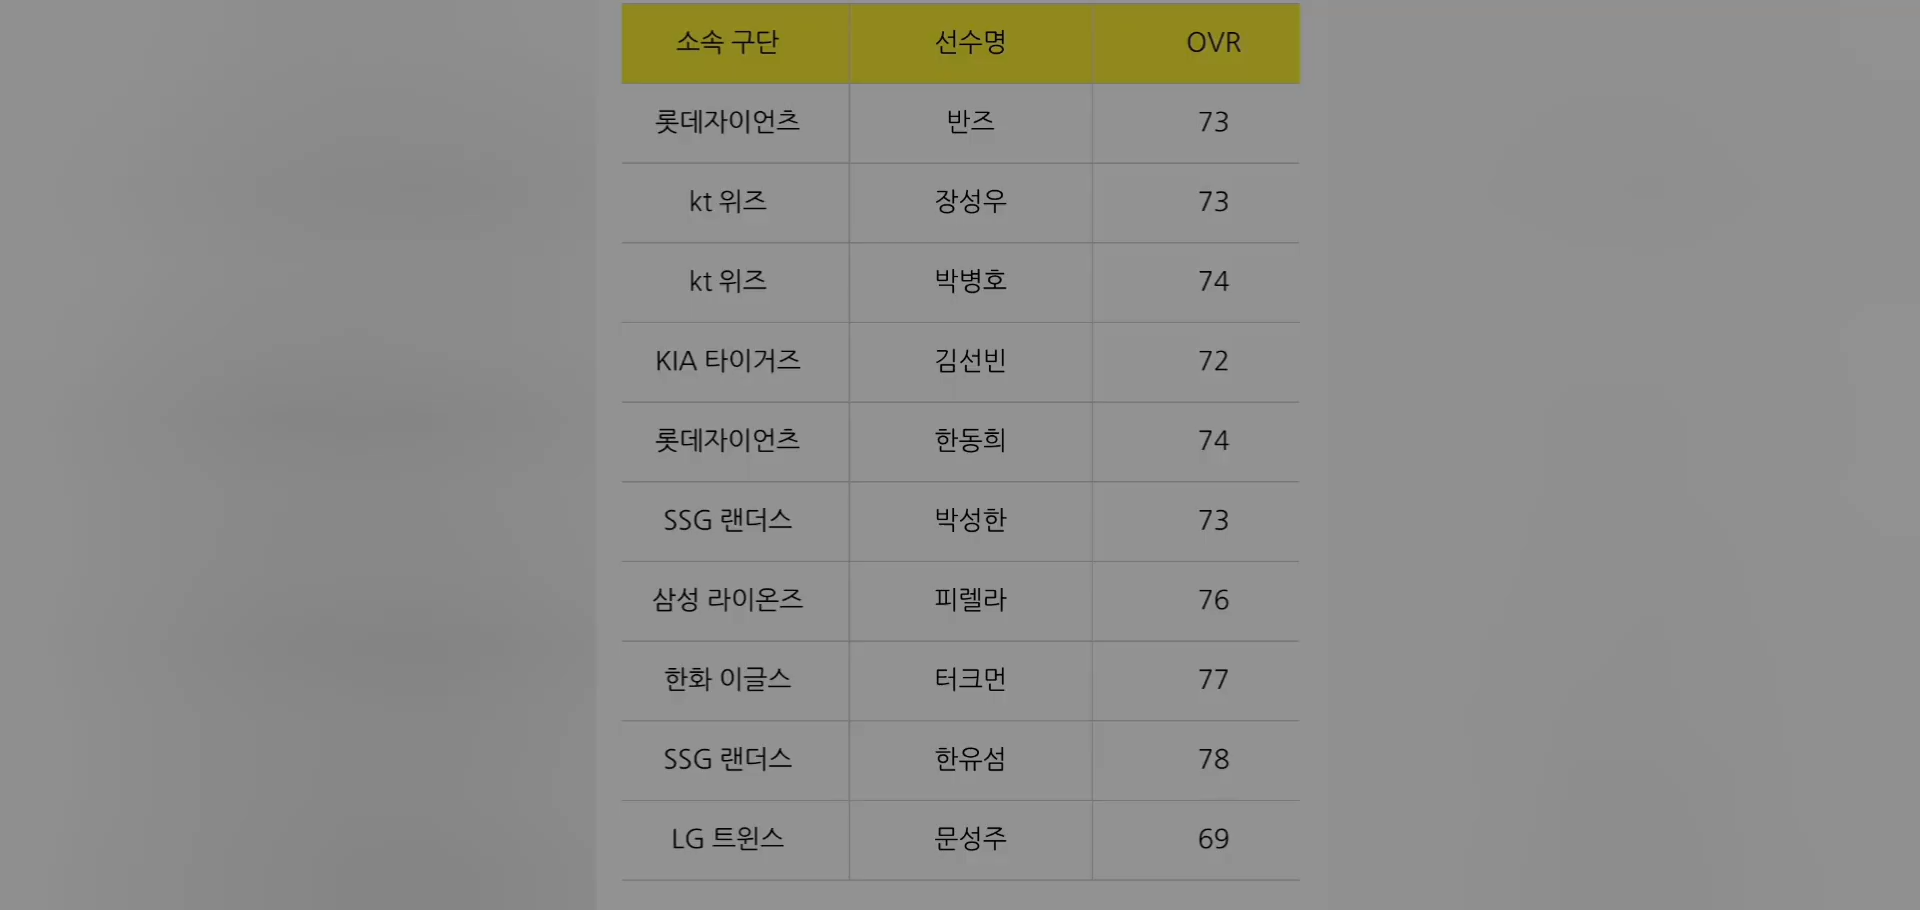 소속 구단 선수명 OVR
롯데자이언츠 반즈 73
kt 위즈 장성우 73
kt 위즈 박병호 74
KIA 타이거즈 김선빈 72
롯데자이언츠 한동희 74
SSG 랜더스 박성한 73
삼성 라이온즈 피렐라 76
한화 이글스 터크먼 77
SSG 랜더스 한유섬 78
LG 트윈스 문성주 69